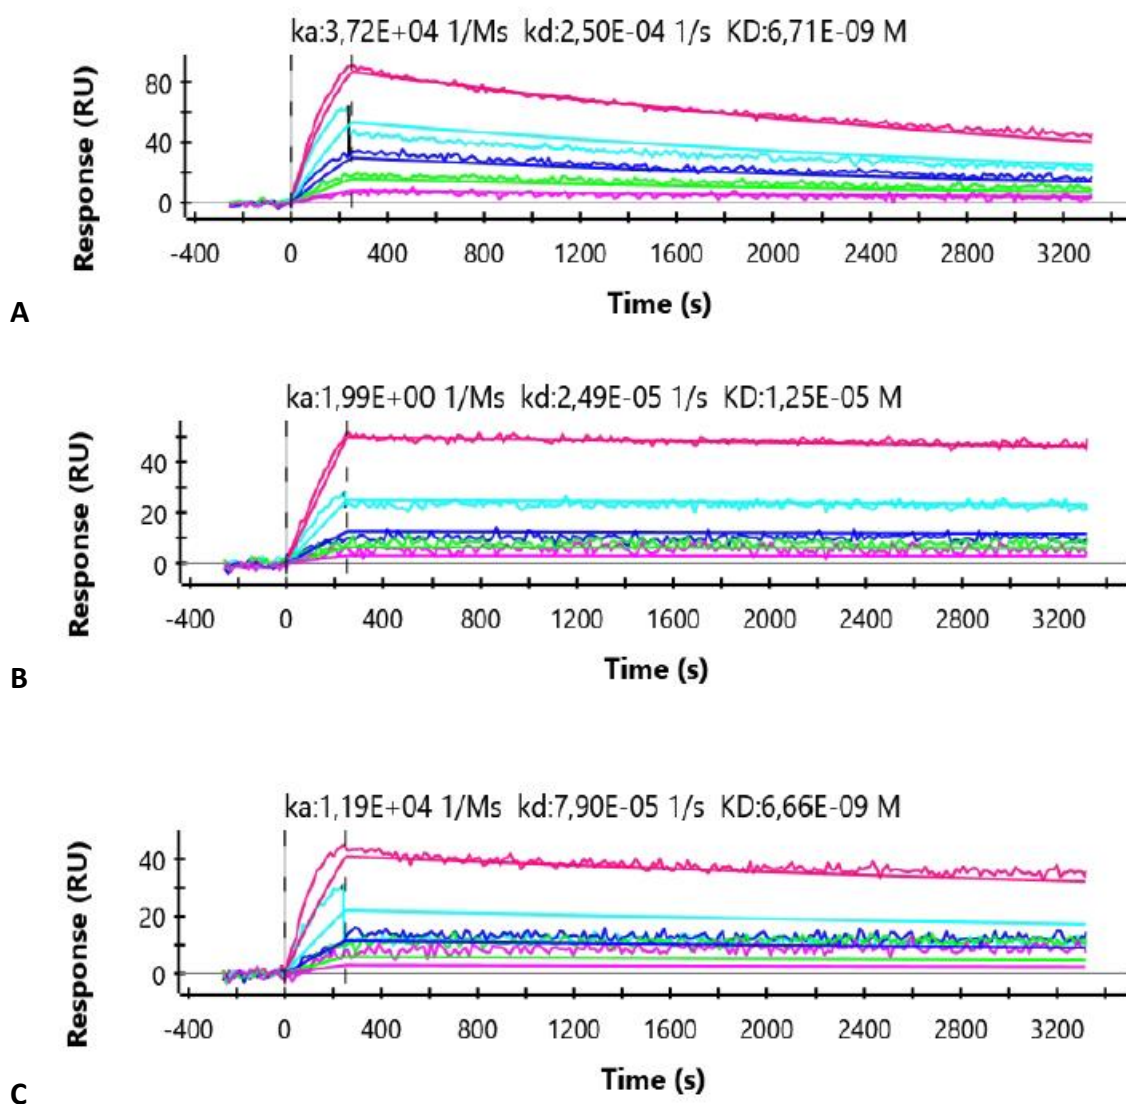 ka:3,72E+04 1/Ms kd:2,50E-04 1/s KD:6,71E-09 M
Response (RU)
80
40
0
-400 0 400 800 1200 1600 2000 2400 2800 3200
Time (s)
A
ka:1,99E+00 1/Ms kd:2,49E-05 1/s KD:1,25E-05 M
Response (RU)
40
20
0
-400 0 400 800 1200 1600 2000 2400 2800 3200
Time (s)
B
ka:1,19E+04 1/Ms kd:7,90E-05 1/s KD:6,66E-09 M
Response (RU)
40
20
0
-400 0 400 800 1200 1600 2000 2400 2800 3200
Time (s)
C